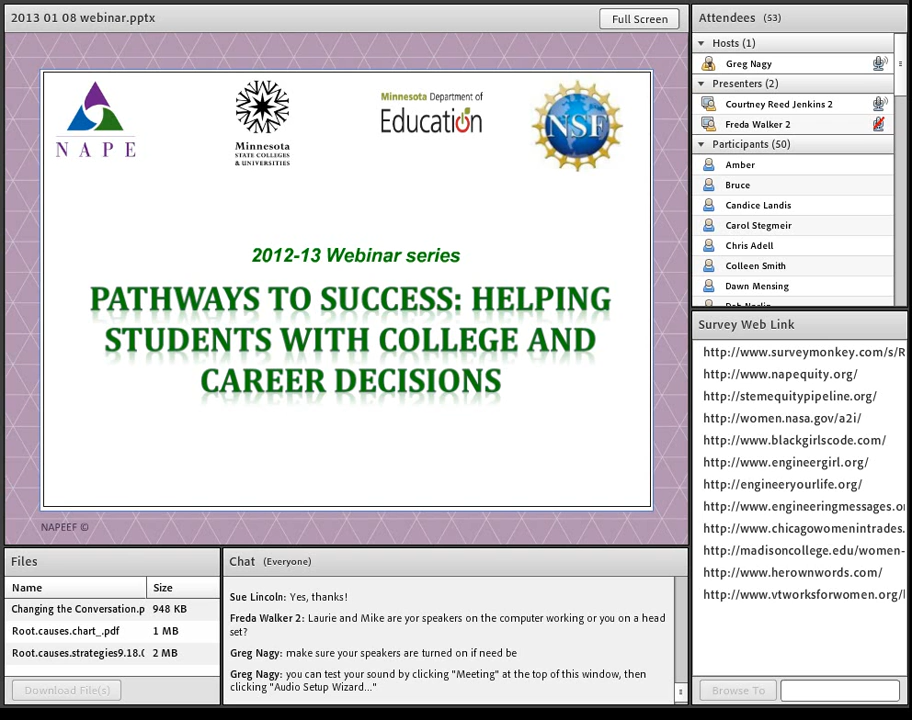 2013 01 08 webinar.pptx
Full Screen
NAPE
Minnesota
STATE COLLEGES
& UNIVERSITIES
Minnesota Department of
Education
NSF
2012-13 Webinar series
PATHWAYS TO SUCCESS: HELPING
STUDENTS WITH COLLEGE AND
CAREER DECISIONS
NAPEEF ©
Attendees (53)
Hosts (1)
Greg Nagy
Presenters (2)
Courtney Reed Jenkins 2
Freda Walker 2
Participants (50)
Amber
Bruce
Candice Landis
Carol Stegmeir
Chris Adell
Colleen Smith
Dawn Mensing
Survey Web Link
http://www.surveymonkey.com/s/R
http://www.napequity.org/
http://stemequitypipeline.org/
http://women.nasa.gov/a2i/
http://www.blackgirlscode.com/
http://www.engineergirl.org/
http://engineeryourlife.org/
http://www.engineeringmessages.o
http://www.chicagowomenintrades.
http://madisoncollege.edu/women-
http://www.herownwords.com/
http://www.vtworksforwomen.org/l
Browse To
Files
Name Size
Changing the Conversation.p 948 KB
Root.causes.chart_.pdf 1 MB
Root.causes.strategies9.18.( 2 MB
Download File(s)
Chat (Everyone)
Sue Lincoln: Yes, thanks!
Freda Walker 2: Laurie and Mike are yor speakers on the computer working or you on a head
set?
Greg Nagy: make sure your speakers are turned on if need be
Greg Nagy: you can test your sound by clicking "Meeting" at the top of this window, then
clicking "Audio Setup Wizard..."